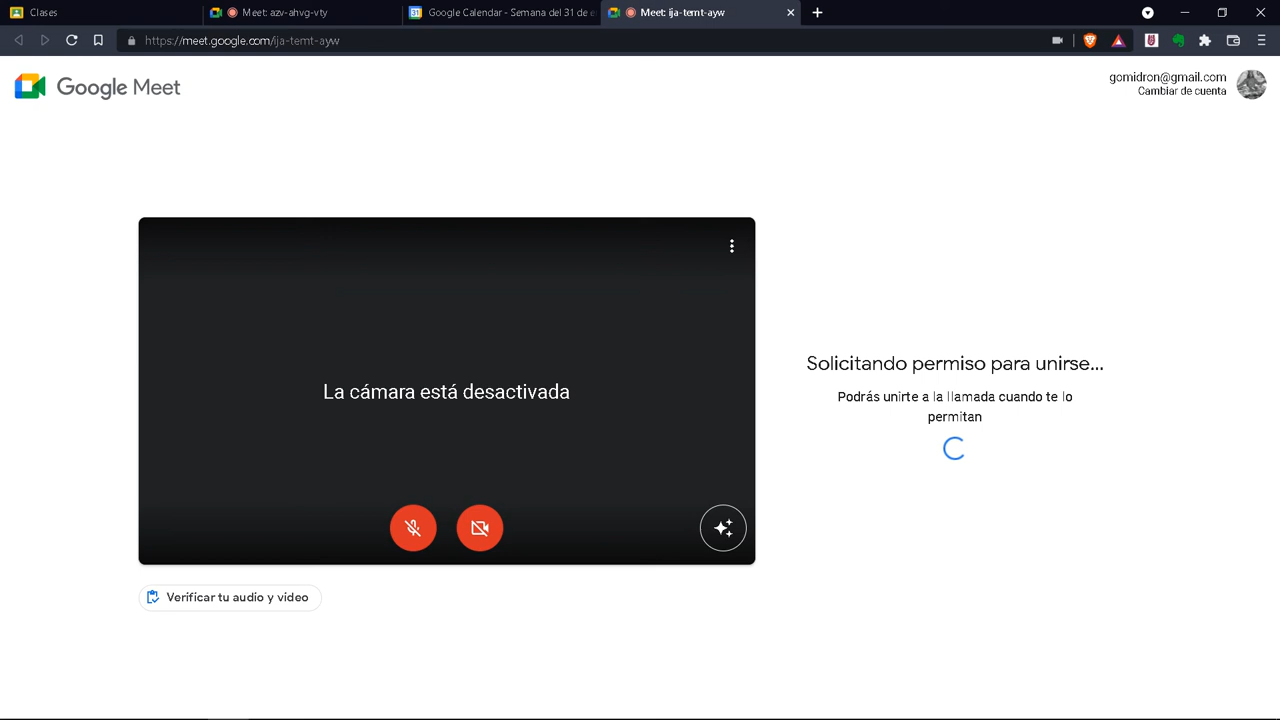 Clases
Meet: azv-ahvg-vty
Google Calendar - Semana del 31 de e
Meet: ija-temt-ayw
https://meet.google.com/ija-temt-ayw
Google Meet
gomidron@gmail.com
Cambiar de cuenta
La cámara está desactivada
Solicitando permiso para unirse...
Podrás unirte a la llamada cuando te lo
permitan
Verificar tu audio y video